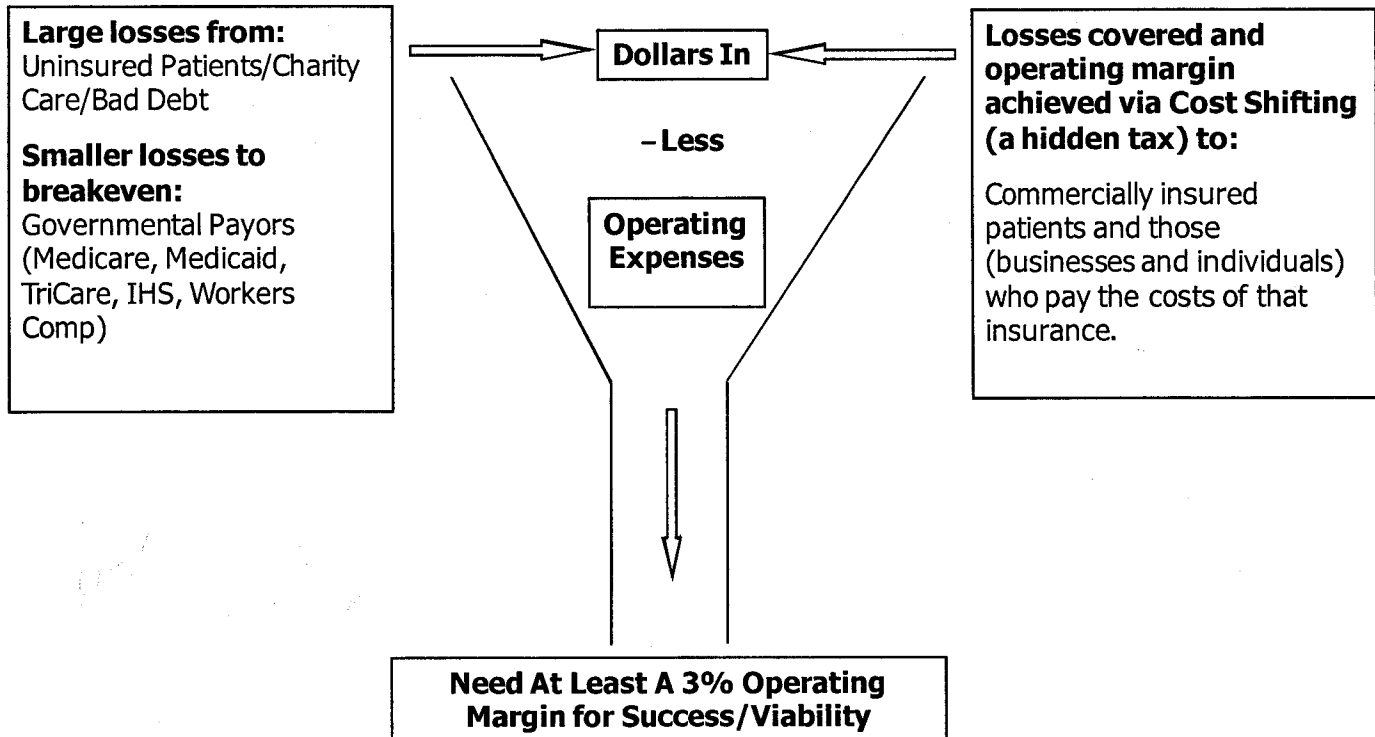 Large losses from:
Uninsured Patients/Charity
Care/Bad Debt
Smaller losses to
breakeven:
Governmental Payors
(Medicare, Medicaid,
TriCare, IHS, Workers
Comp)
Dollars In
–Less
Operating
Expenses
Losses covered and
operating margin
achieved via Cost Shifting
(a hidden tax) to:
Commercially insured
patients and those
(businesses and individuals)
who pay the costs of that
insurance.
Need At Least A 3% Operating
Margin for Success/Viability